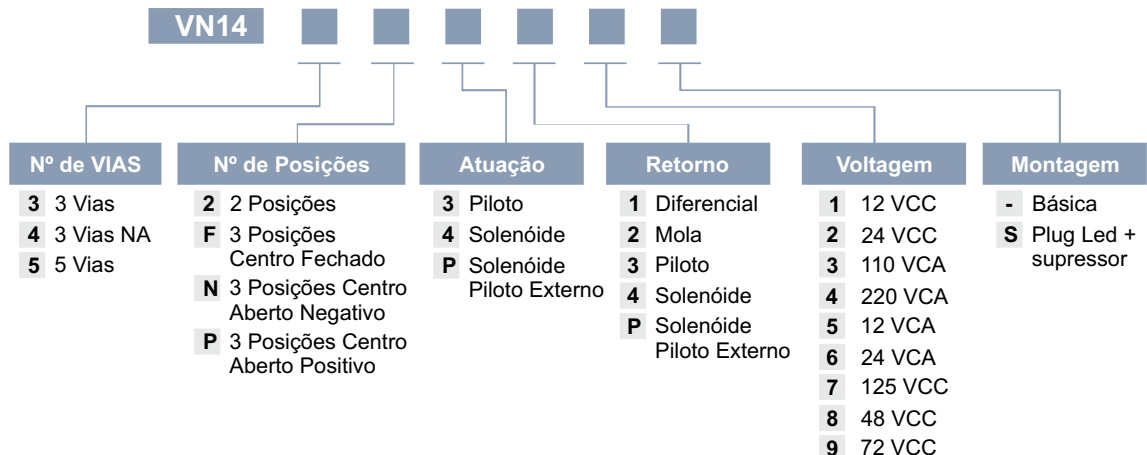 VN14
Nº de VIAS
3 3 Vias
4 3 Vias NA
5 5 Vias
Nº de Posições
2 2 Posições
F 3 Posições
Centro Fechado
N 3 Posições Centro
Aberto Negativo
P 3 Posições Centro
Aberto Positivo
Atuação
3 Piloto
4 Solenóide
P Solenóide
Piloto Externo
Retorno
1 Diferencial
2 Mola
3 Piloto
4 Solenóide
P Solenóide
Piloto Externo
Voltagem
1 12 VCC
2 24 VCC
3 110 VCA
4 220 VCA
5 12 VCA
6 24 VCA
7 125 VCC
8 48 VCC
9 72 VCC
Montagem
- Básica
S Plug Led +
supressor